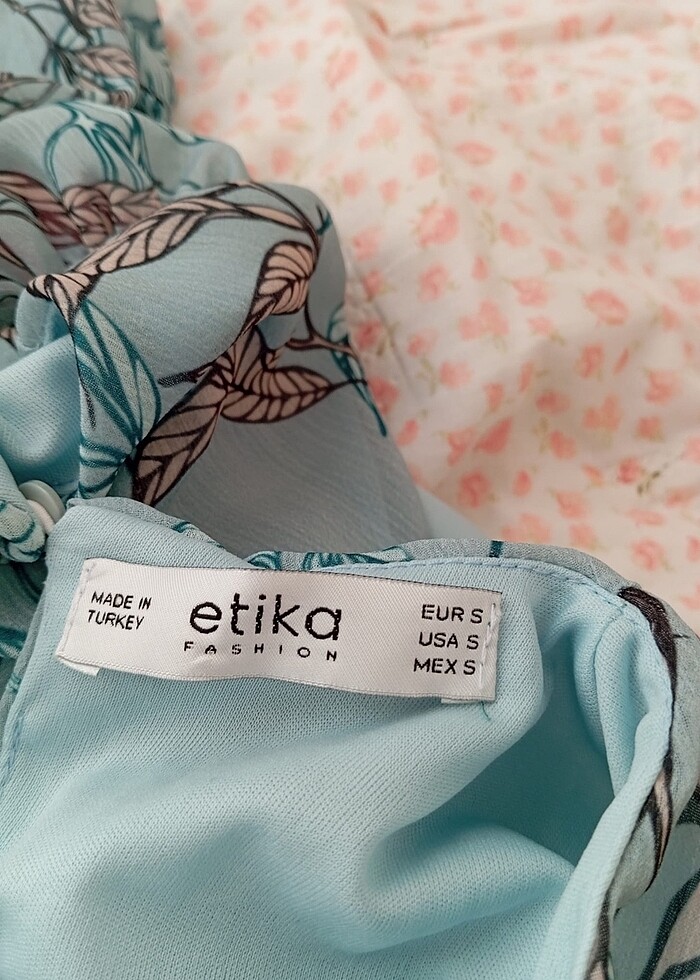 MADE IN
TURKEY
etika
FASHION
EUR S
USA S
MEX S